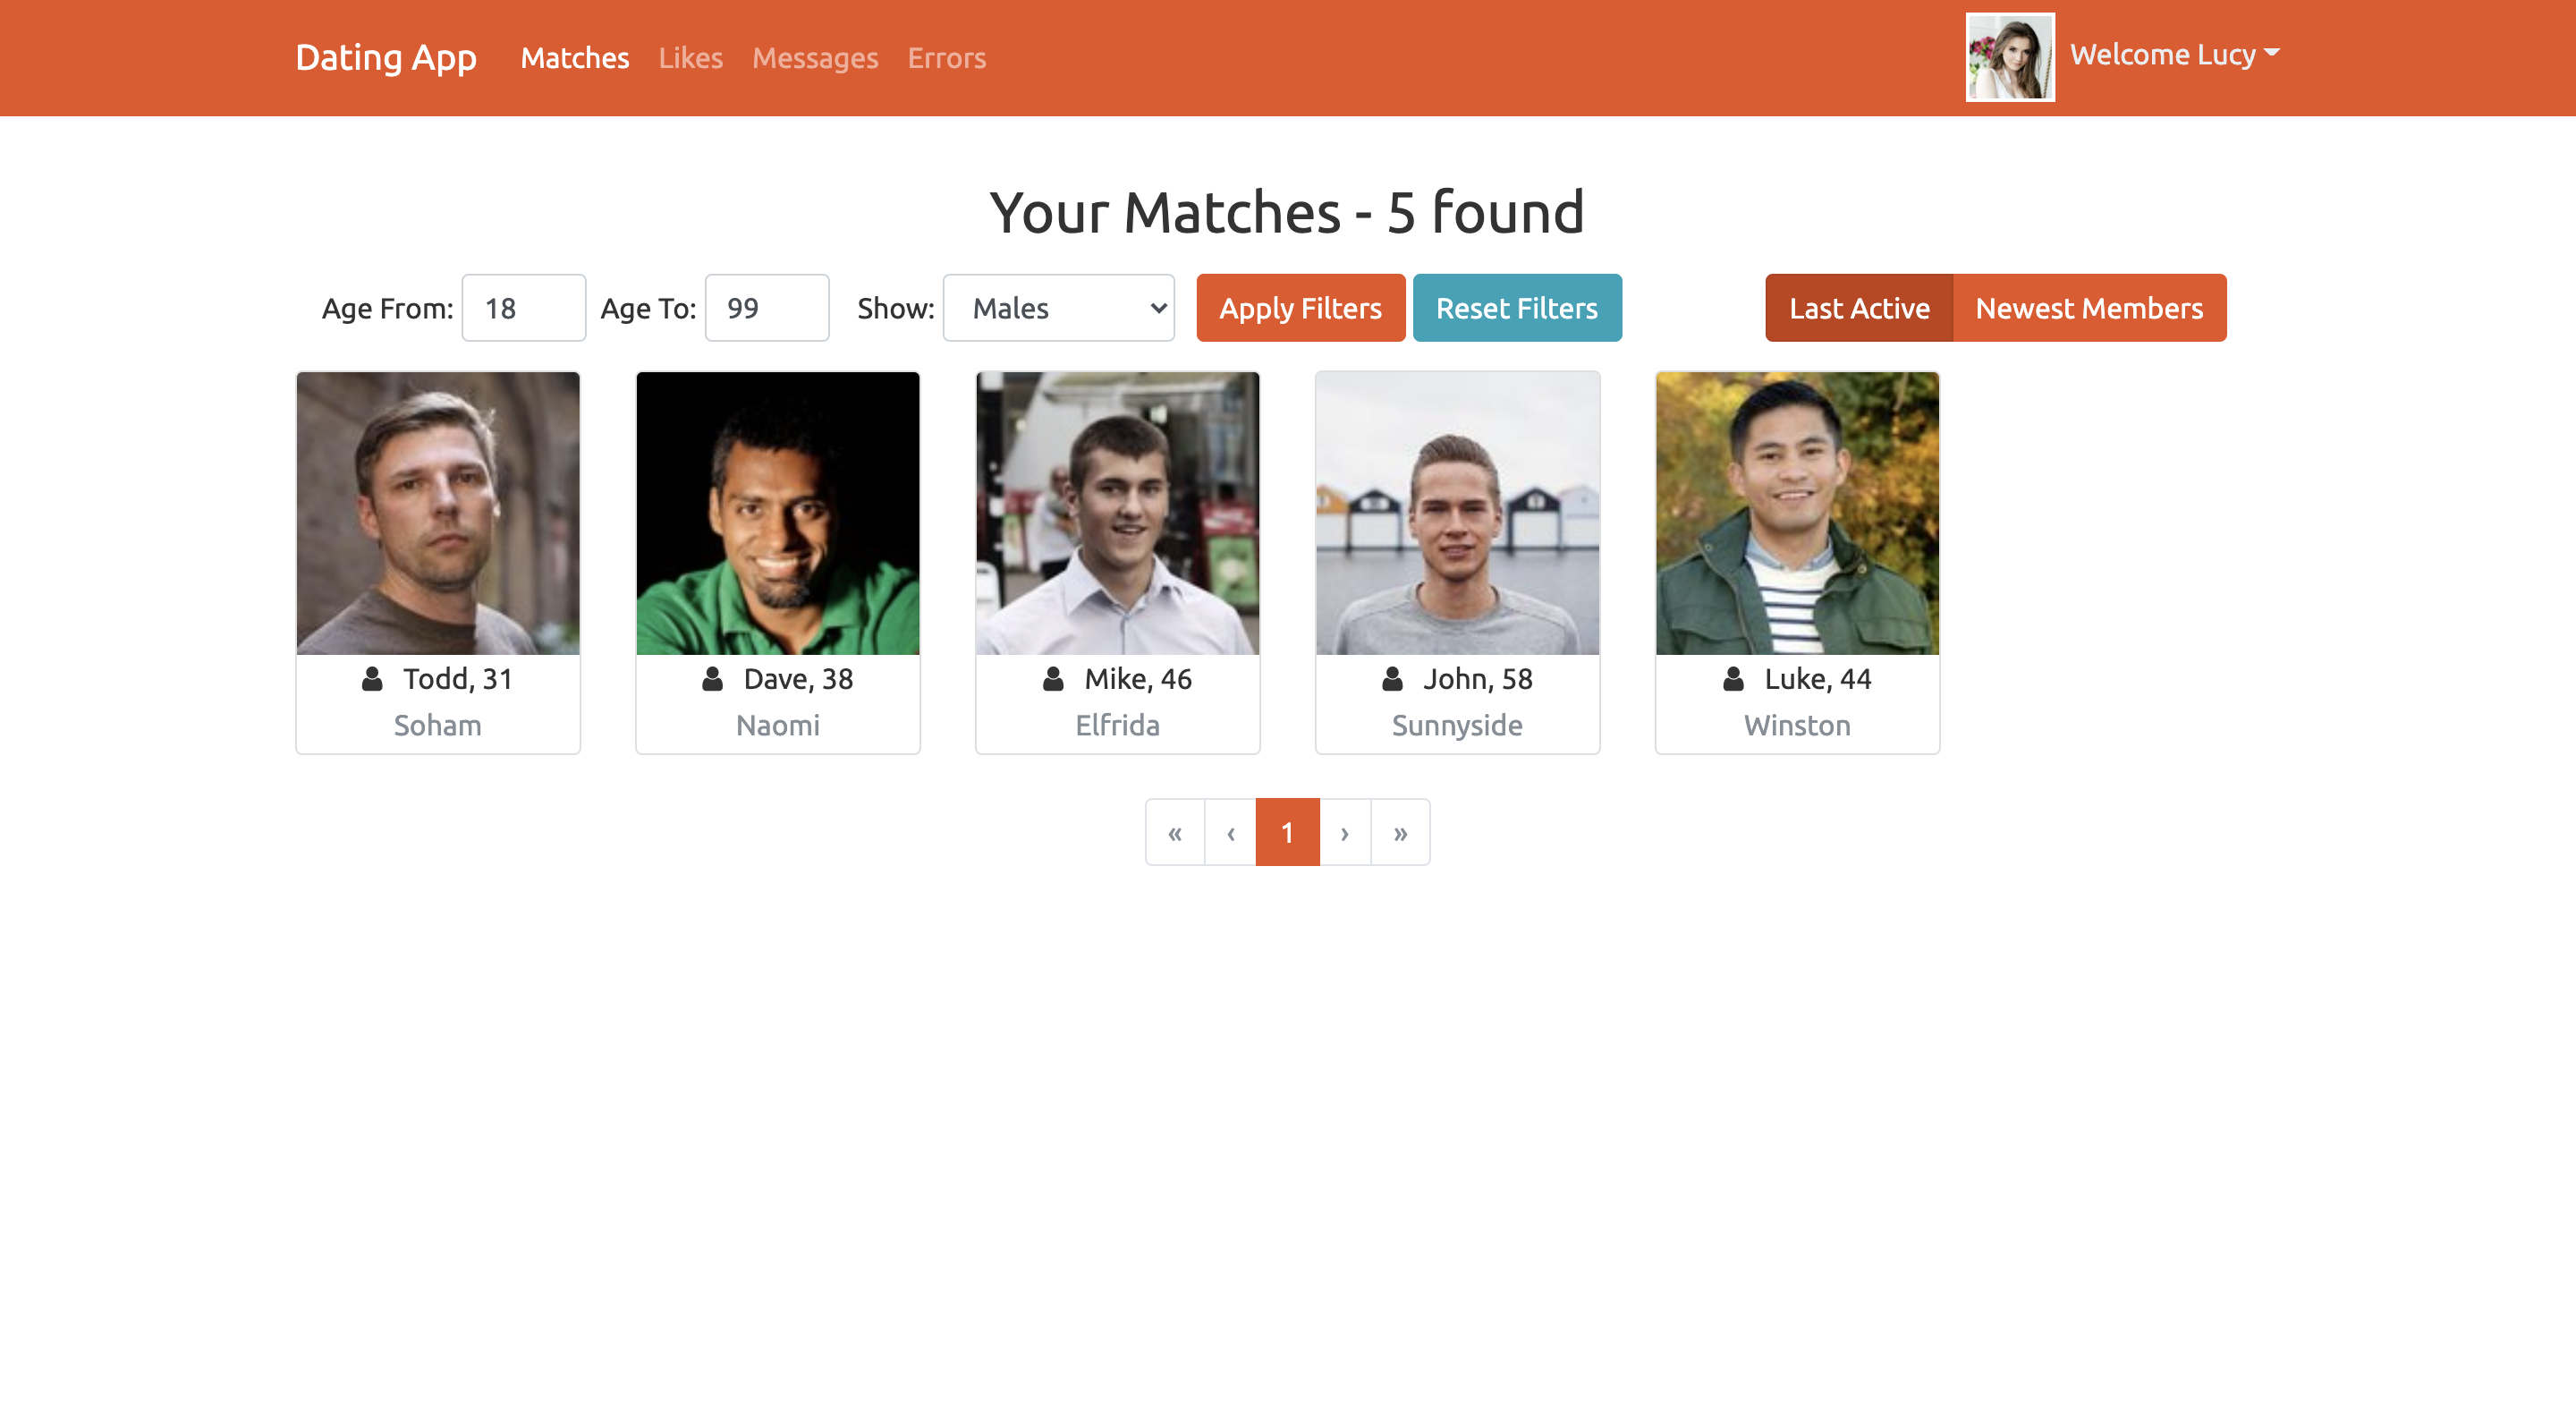 Dating App Matches Likes Messages Errors Welcome Lucy
Your Matches - 5 found
Age From: 18 Age To: 99 Show: Males Apply Filters Reset Filters Last Active Newest Members
Todd, 31
Soham
Dave, 38
Naomi
Mike, 46
Elfrida
John, 58
Sunnyside
Luke, 44
Winston
« ‹ 1 › »